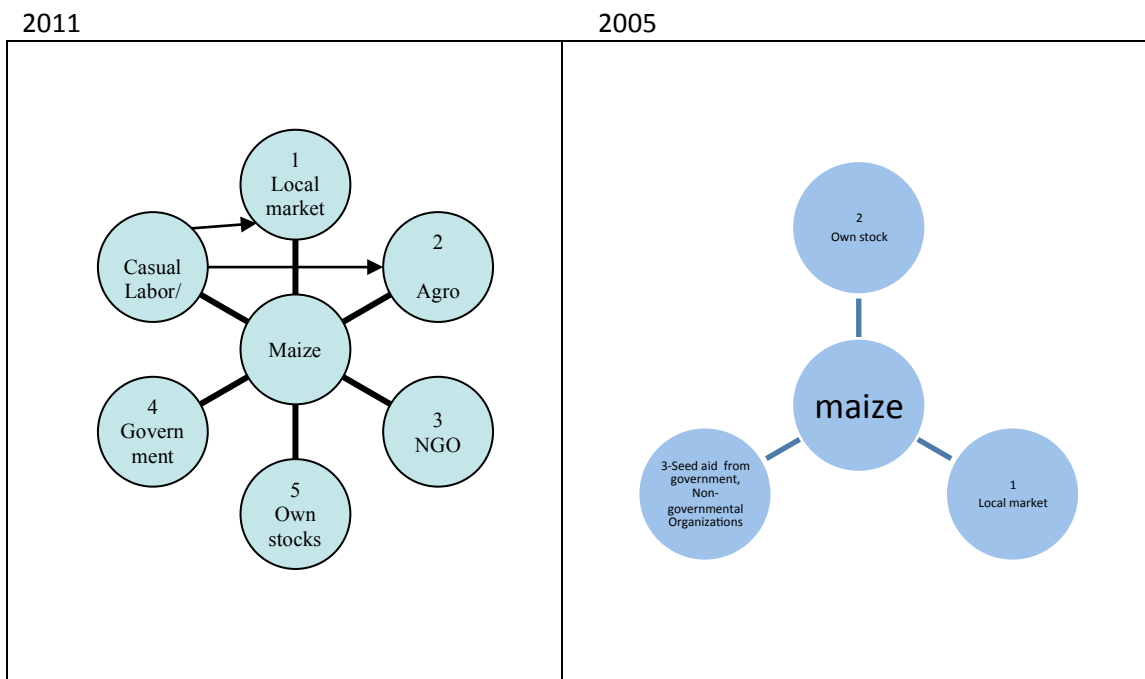 2011
2005
1
Local
market
2
Agro
Casual
Labor/
Maize
4
Govern
ment
3
NGO
5
Own
stocks
2
Own stock
maize
3-Seed aid from
government,
Non-
governmental
Organizations
1
Local market